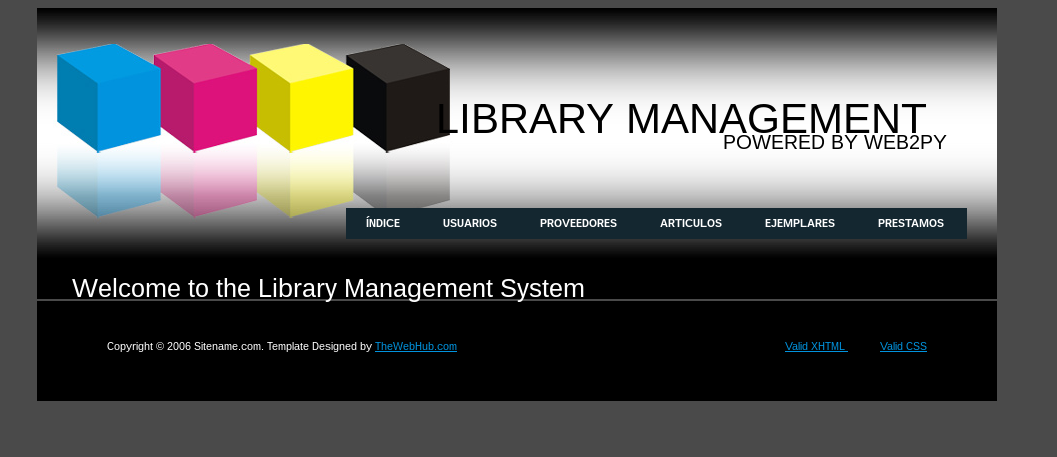 LIBRARY MANAGEMENT
POWERED BY WEB2PY
ÍNDICE USUARIOS PROVEEDORES ARTICULOS EJEMPLARES PRESTAMOS
Welcome to the Library Management System
Copyright © 2006 Sitename.com. Template Designed by TheWebHub.com Valid XHTML Valid CSS